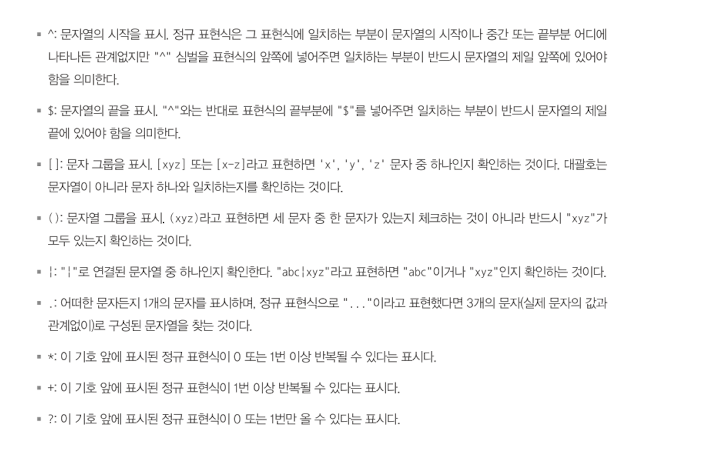 ▪ ^: 문자열의 시작을 표시. 정규 표현식은 그 표현식에 일치하는 부분이 문자열의 시작이나 중간 또는 끝부분 어디에
나타나든 관계없지만 "^" 심벌을 표현식의 앞쪽에 넣어주면 일치하는 부분이 반드시 문자열의 제일 앞쪽에 있어야
함을 의미한다.
▪ $: 문자열의 끝을 표시. "^"와는 반대로 표현식의 끝부분에 "$"를 넣어주면 일치하는 부분이 반드시 문자열의 제일
끝에 있어야 함을 의미한다.
▪ []: 문자 그룹을 표시. [xyz] 또는 [x-z]라고 표현하면 'x', 'y', 'z' 문자 중 하나인지 확인하는 것이다. 대괄호는
문자열이 아니라 문자 하나와 일치하는지를 확인하는 것이다.
▪ (): 문자열 그룹을 표시. (xyz)라고 표현하면 세 문자 중 한 문자가 있는지 체크하는 것이 아니라 반드시 "xyz"가
모두 있는지 확인하는 것이다.
▪ |: "|"로 연결된 문자열 중 하나인지 확인한다. "abc|xyz"라고 표현하면 "abc"이거나 "xyz"인지 확인하는 것이다.
▪ .: 어떠한 문자든지 1개의 문자를 표시하며, 정규 표현식으로 "..."이라고 표현했다면 3개의 문자(실제 문자의 값과
관계없이)로 구성된 문자열을 찾는 것이다.
▪ *: 이 기호 앞에 표시된 정규 표현식이 0 또는 1번 이상 반복될 수 있다는 표시다.
▪ +: 이 기호 앞에 표시된 정규 표현식이 1번 이상 반복될 수 있다는 표시다.
▪ ?: 이 기호 앞에 표시된 정규 표현식이 0 또는 1번만 올 수 있다는 표시다.